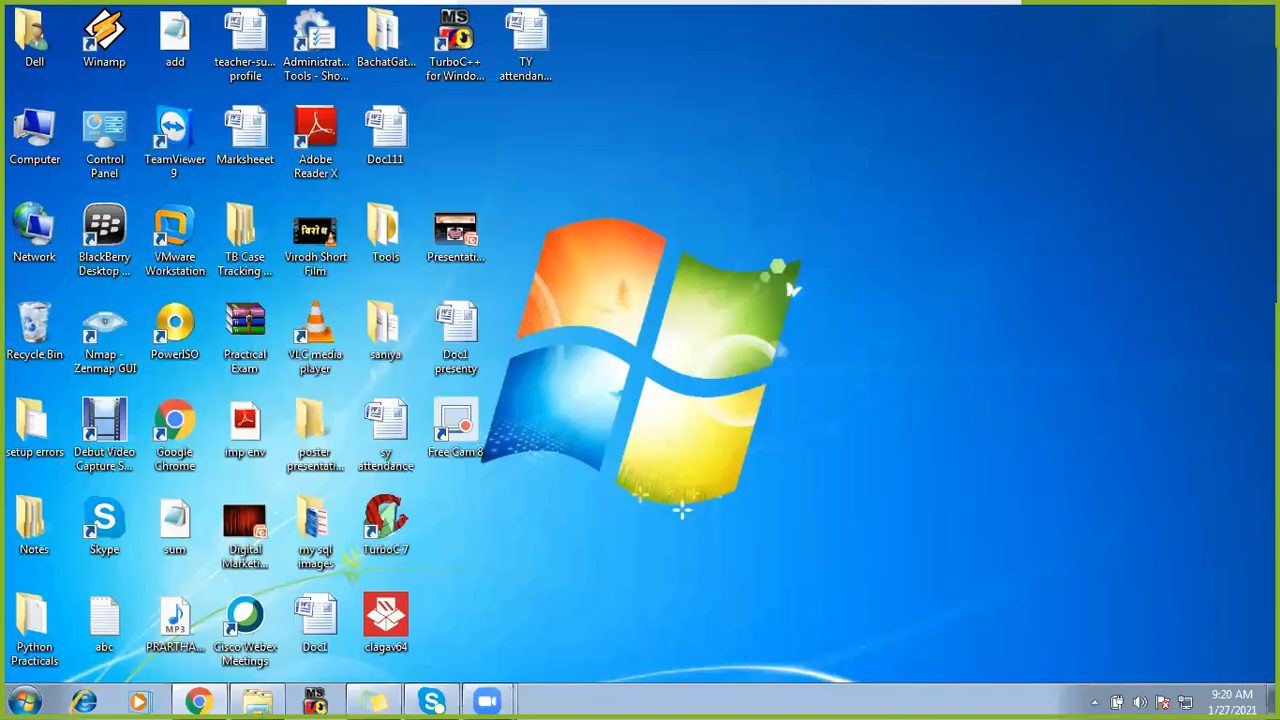 Dell
Winamp
add
teacher-su...
profile
Administrat...
Tools - Sho...
BachatGat...
MS
TurboC++
for Windo...
TY
attendan...
Computer
Control
Panel
TeamViewer
9
Marksheeet
Adobe
Reader X
Doc111
Network
BlackBerry
Desktop ...
VMware
Workstation
TB Case
Tracking ...
विरोध
Virodh Short
Film
Tools
Presentati...
Recycle Bin
Nmap -
Zenmap GUI
PowerISO
Practical
Exam
VLC media
player
saniya
Doc1
presenty
setup errors
Debut Video
Capture S...
Google
Chrome
imp env
poster
presentati...
sy
attendance
Free Cam 8
Notes
Skype
sum
Digital
Marketi...
my sql
images
TurboC 7
Python
Practicals
abc
MP3
PRARTHA...
Cisco Webex
Meetings
Doc1
clagav64
MS
9:20 AM
1/27/2021